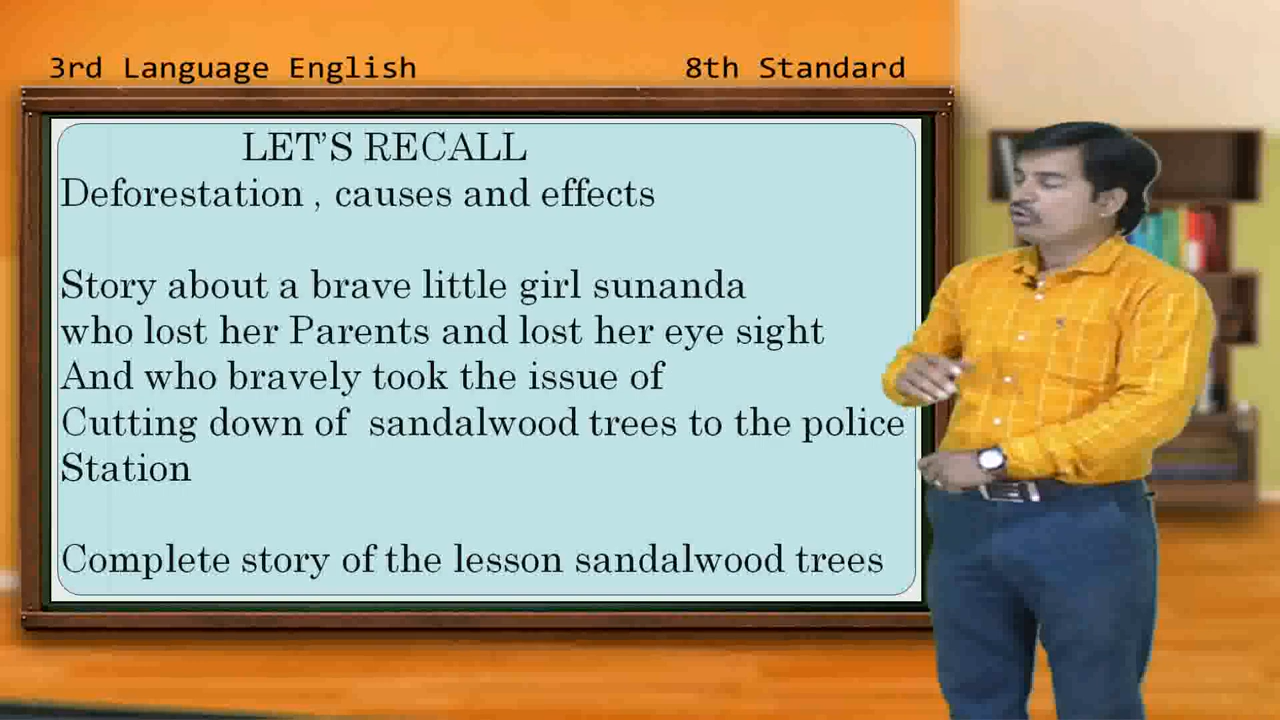 3rd Language English 8th Standard
LET'S RECALL
Deforestation , causes and effects
Story about a brave little girl sunanda
who lost her Parents and lost her eye sight
And who bravely took the issue of
Cutting down of sandalwood trees to the police
Station
Complete story of the lesson sandalwood trees